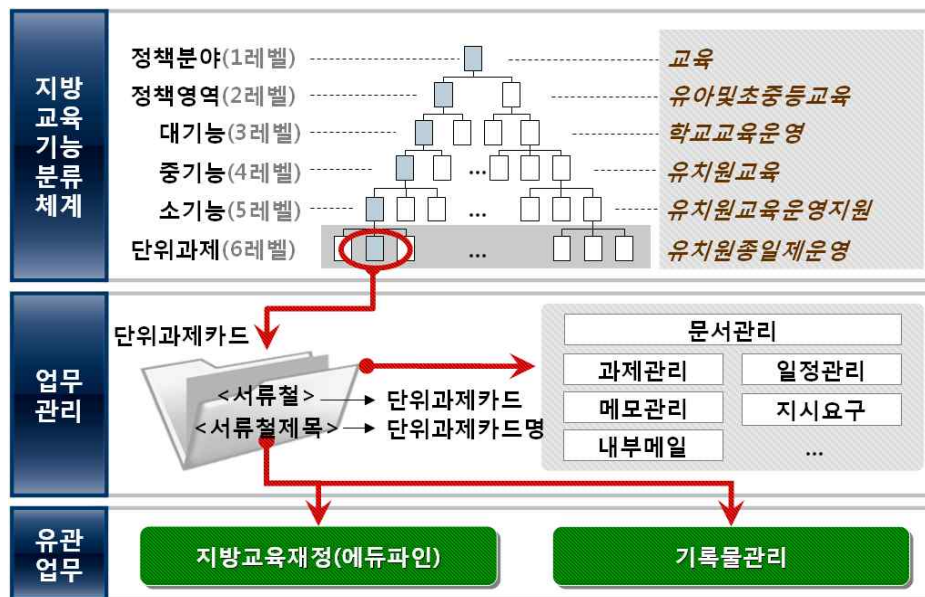 지방
교육
기능
분류
체계
정책분야(1레벨)
교육
정책영역(2레벨)
유아및초중등교육
대기능(3레벨)
학교교육운영
중기능(4레벨)
...
유치원교육
소기능(5레벨)
...
유치원교육운영지원
단위과제(6레벨)
...
유치원종일제운영
업무
관리
단위과제카드
<서류철>
단위과제카드
<서류철제목>
단위과제카드명
문서관리
과제관리
일정관리
메모관리
지시요구
내부메일
...
유관
업무
지방교육재정(에듀파인)
기록물관리